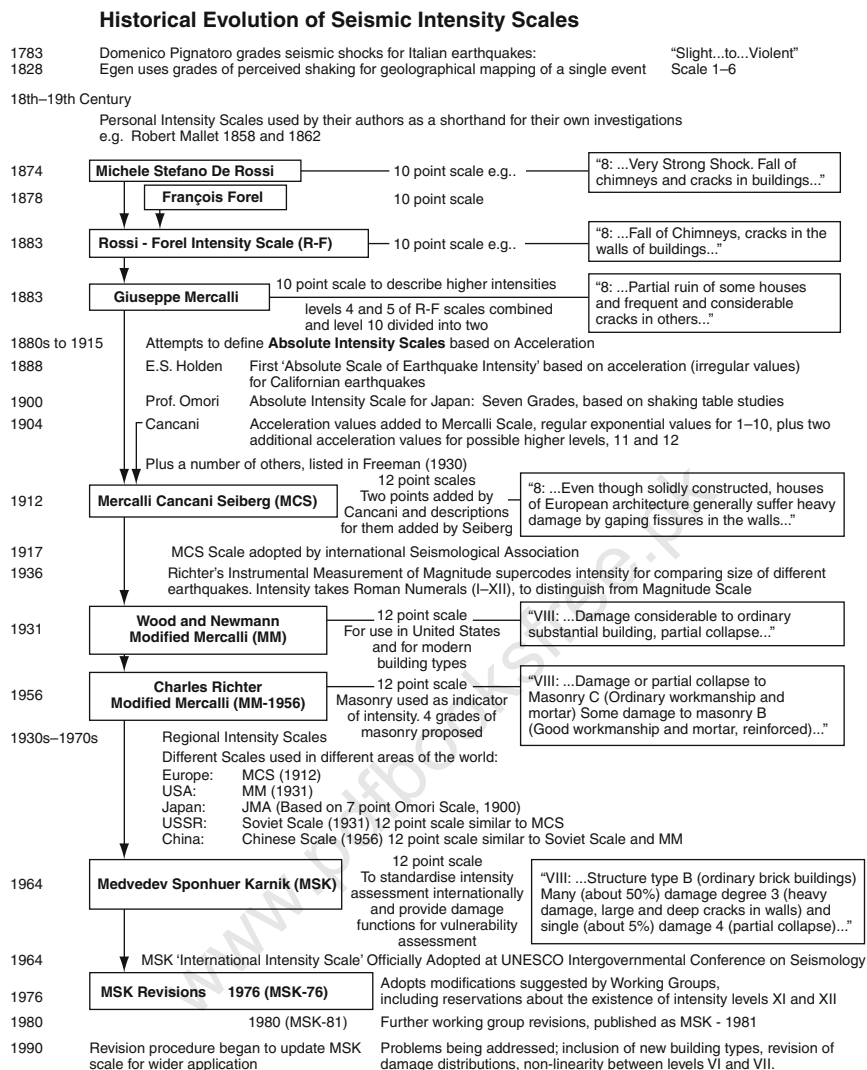 Historical Evolution of Seismic Intensity Scales
1783 Domenico Pignatoro grades seismic shocks for Italian earthquakes: "Slight...to...Violent"
1828 Egen uses grades of perceived shaking for geographical mapping of a single event Scale 1–6
18th–19th Century
Personal Intensity Scales used by their authors as a shorthand for their own investigations
e.g. Robert Mallet 1858 and 1862
1874 Michele Stefano De Rossi 10 point scale e.g..
"8: ...Very Strong Shock. Fall of
chimneys and cracks in buildings..."
1878 François Forel 10 point scale
1883 Rossi - Forel Intensity Scale (R-F) 10 point scale e.g..
"8: ...Fall of Chimneys, cracks in the
walls of buildings..."
1883 Giuseppe Mercalli
10 point scale to describe higher intensities
levels 4 and 5 of R-F scales combined
and level 10 divided into two
"8: ...Partial ruin of some houses
and frequent and considerable
cracks in others..."
1880s to 1915 Attempts to define Absolute Intensity Scales based on Acceleration
1888 E.S. Holden First 'Absolute Scale of Earthquake Intensity' based on acceleration (irregular values)
for Californian earthquakes
1900 Prof. Omori Absolute Intensity Scale for Japan: Seven Grades, based on shaking table studies
1904 Cancani Acceleration values added to Mercalli Scale, regular exponential values for 1–10, plus two
additional acceleration values for possible higher levels, 11 and 12
Plus a number of others, listed in Freeman (1930)
1912 Mercalli Cancani Seiberg (MCS)
12 point scales
Two points added by
Cancani and descriptions
for them added by Seiberg
"8: ...Even though solidly constructed, houses
of European architecture generally suffer heavy
damage by gaping fissures in the walls..."
1917 MCS Scale adopted by international Seismological Association
1936 Richter's Instrumental Measurement of Magnitude supercodes intensity for comparing size of different
earthquakes. Intensity takes Roman Numerals (I–XII), to distinguish from Magnitude Scale
1931 Wood and Newmann
Modified Mercalli (MM)
12 point scale
For use in United States
and for modern
building types
"VIII: ...Damage considerable to ordinary
substantial building, partial collapse..."
1956 Charles Richter
Modified Mercalli (MM-1956)
12 point scale
Masonry used as indicator
of intensity. 4 grades of
masonry proposed
"VIII: ...Damage or partial collapse to
Masonry C (Ordinary workmanship and
mortar) Some damage to masonry B
(Good workmanship and mortar, reinforced)..."
1930s–1970s Regional Intensity Scales
Different Scales used in different areas of the world:
Europe: MCS (1912)
USA: MM (1931)
Japan: JMA (Based on 7 point Omori Scale, 1900)
USSR: Soviet Scale (1931) 12 point scale similar to MCS
China: Chinese Scale (1956) 12 point scale similar to Soviet Scale and MM
1964 Medvedev Sponhuer Karnik (MSK)
12 point scale
To standardise intensity
assessment internationally
and provide damage
functions for vulnerability
assessment
"VIII: ...Structure type B (ordinary brick buildings)
Many (about 50%) damage degree 3 (heavy
damage, large and deep cracks in walls) and
single (about 5%) damage 4 (partial collapse)..."
1964 MSK 'International Intensity Scale' Officially Adopted at UNESCO Intergovernmental Conference on Seismology
1976 MSK Revisions 1976 (MSK-76)
Adopts modifications suggested by Working Groups,
including reservations about the existence of intensity levels XI and XII
1980 1980 (MSK-81) Further working group revisions, published as MSK - 1981
1990 Revision procedure began to update MSK
scale for wider application
Problems being addressed; inclusion of new building types, revision of
damage distributions, non-linearity between levels VI and VII.
www.pdfbooksfree.pk